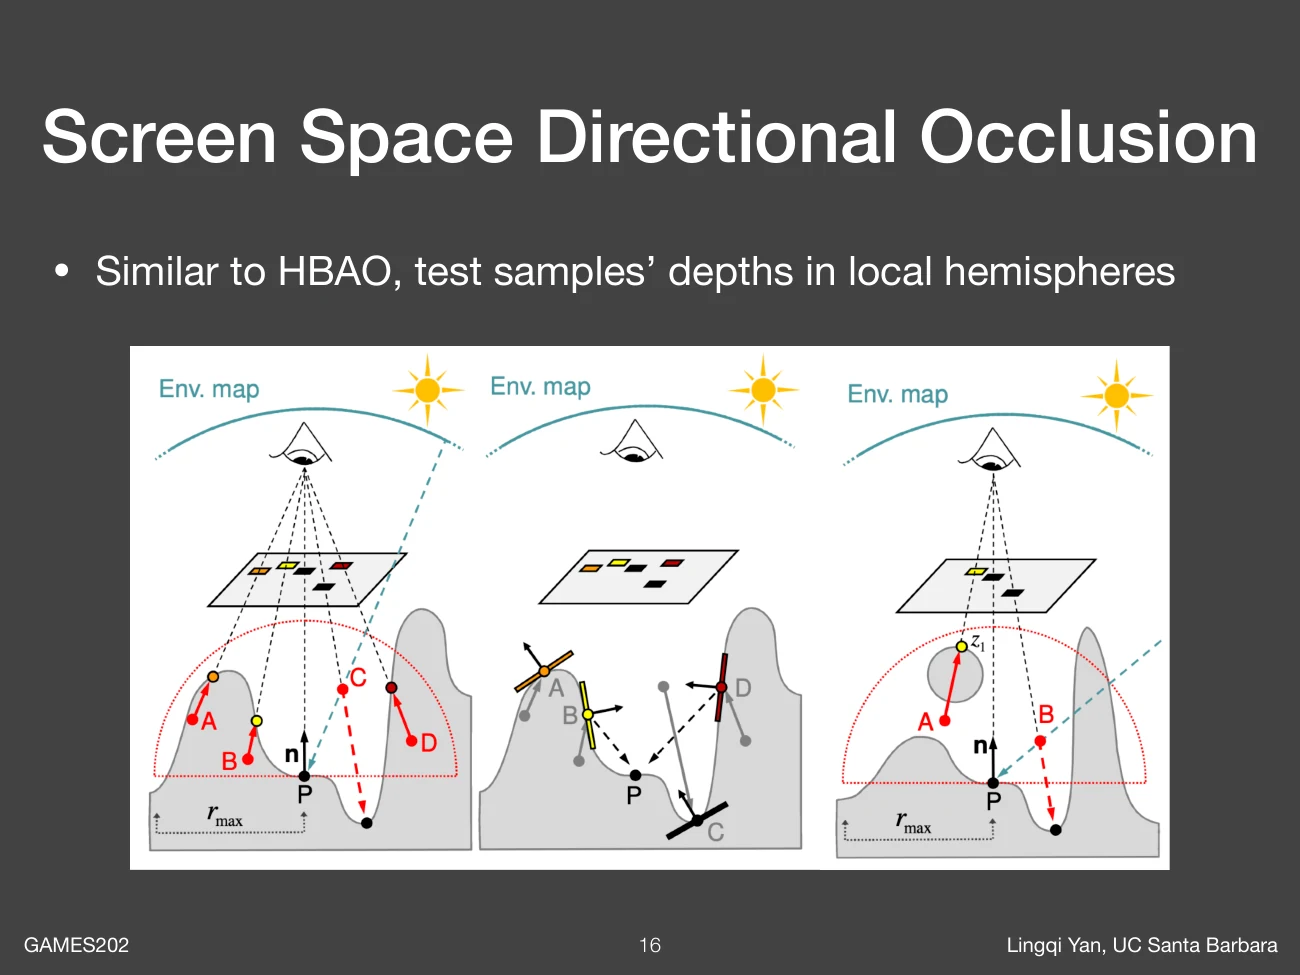 Screen Space Directional Occlusion
• Similar to HBAO, test samples’ depths in local hemispheres
Env. map
A
B
C
D
n
P
rmax
Env. map
A
B
C
D
P
Env. map
z1
A
B
n
P
rmax
GAMES202
16
Lingqi Yan, UC Santa Barbara